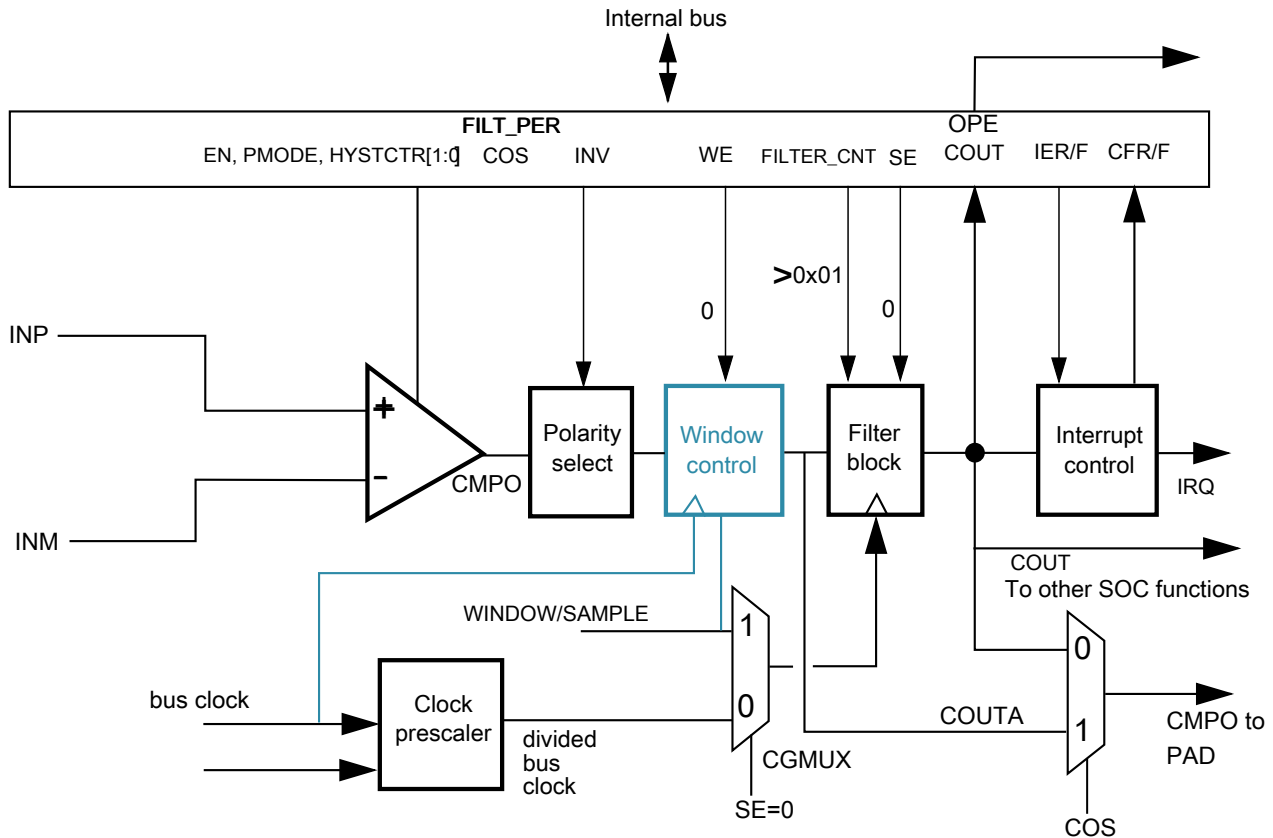 Internal bus
FILT_PER
OPE
EN, PMODE, HYSTCTR[1:0]
COS
INV
WE
FILTER_CNT
SE
COUT
IER/F
CFR/F
>0x01
0
0
INP
+
-
INM
CMPO
Polarity
select
Window
control
Filter
block
Interrupt
control
IRQ
COUT
To other SOC functions
WINDOW/SAMPLE
1
0
bus clock
Clock
prescaler
divided
bus
clock
CGMUX
SE=0
COUTA
0
1
CMPO to
PAD
COS